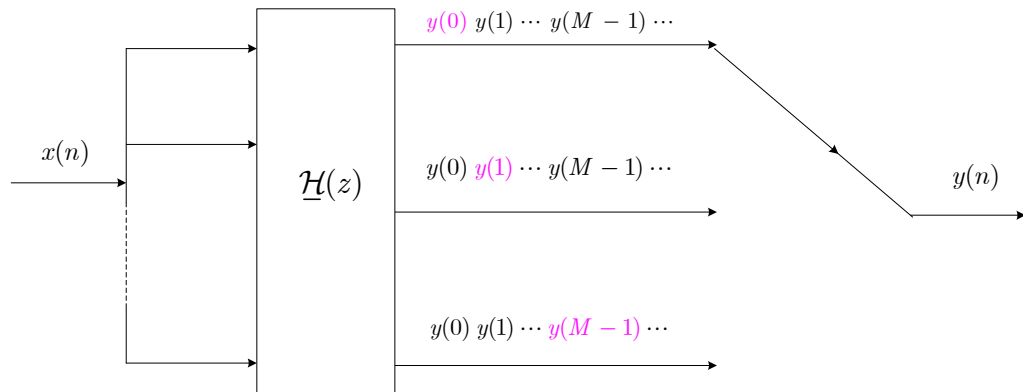 y(0) y(1) ⋯ y(M − 1) ⋯
x(n)
ℋ(z)
y(0) y(1) ⋯ y(M − 1) ⋯
y(n)
y(0) y(1) ⋯ y(M − 1) ⋯